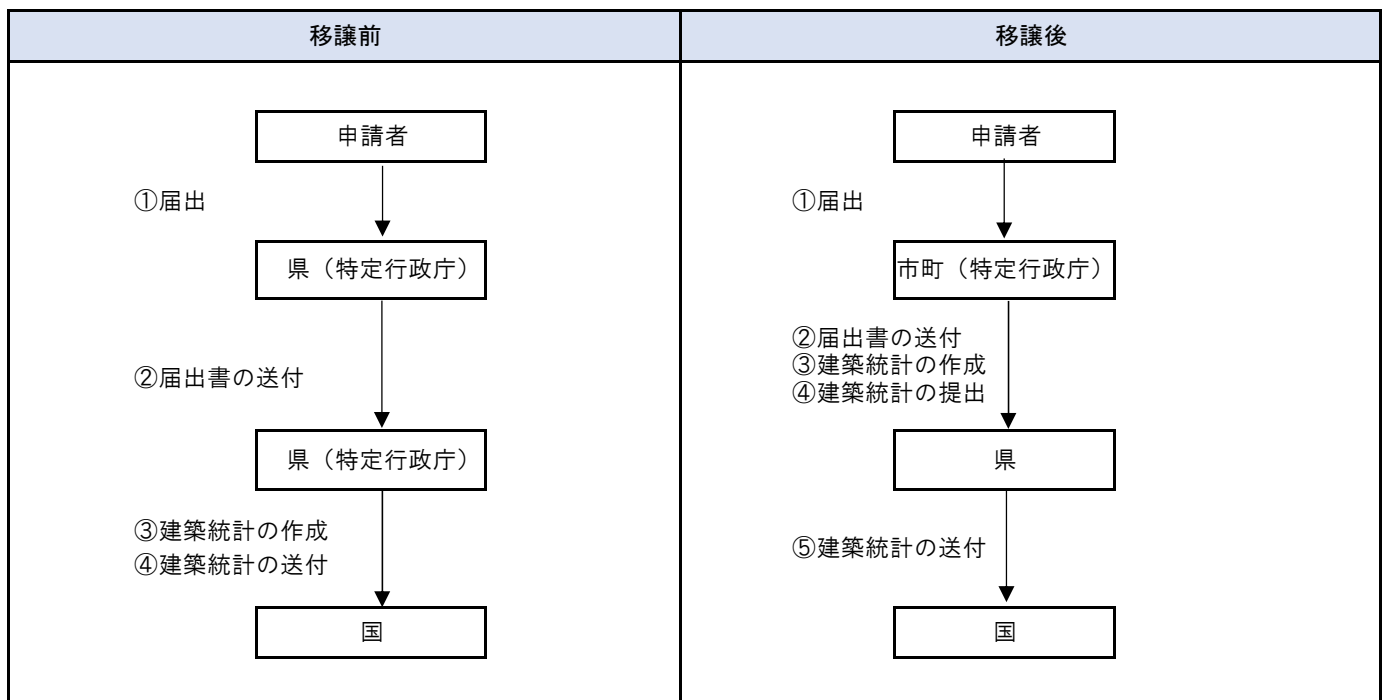 移譲前
申請者
①届出
県（特定行政庁）
②届出書の送付
県（特定行政庁）
③建築統計の作成
④建築統計の送付
国
移譲後
申請者
①届出
市町（特定行政庁）
②届出書の送付
③建築統計の作成
④建築統計の提出
県
⑤建築統計の送付
国